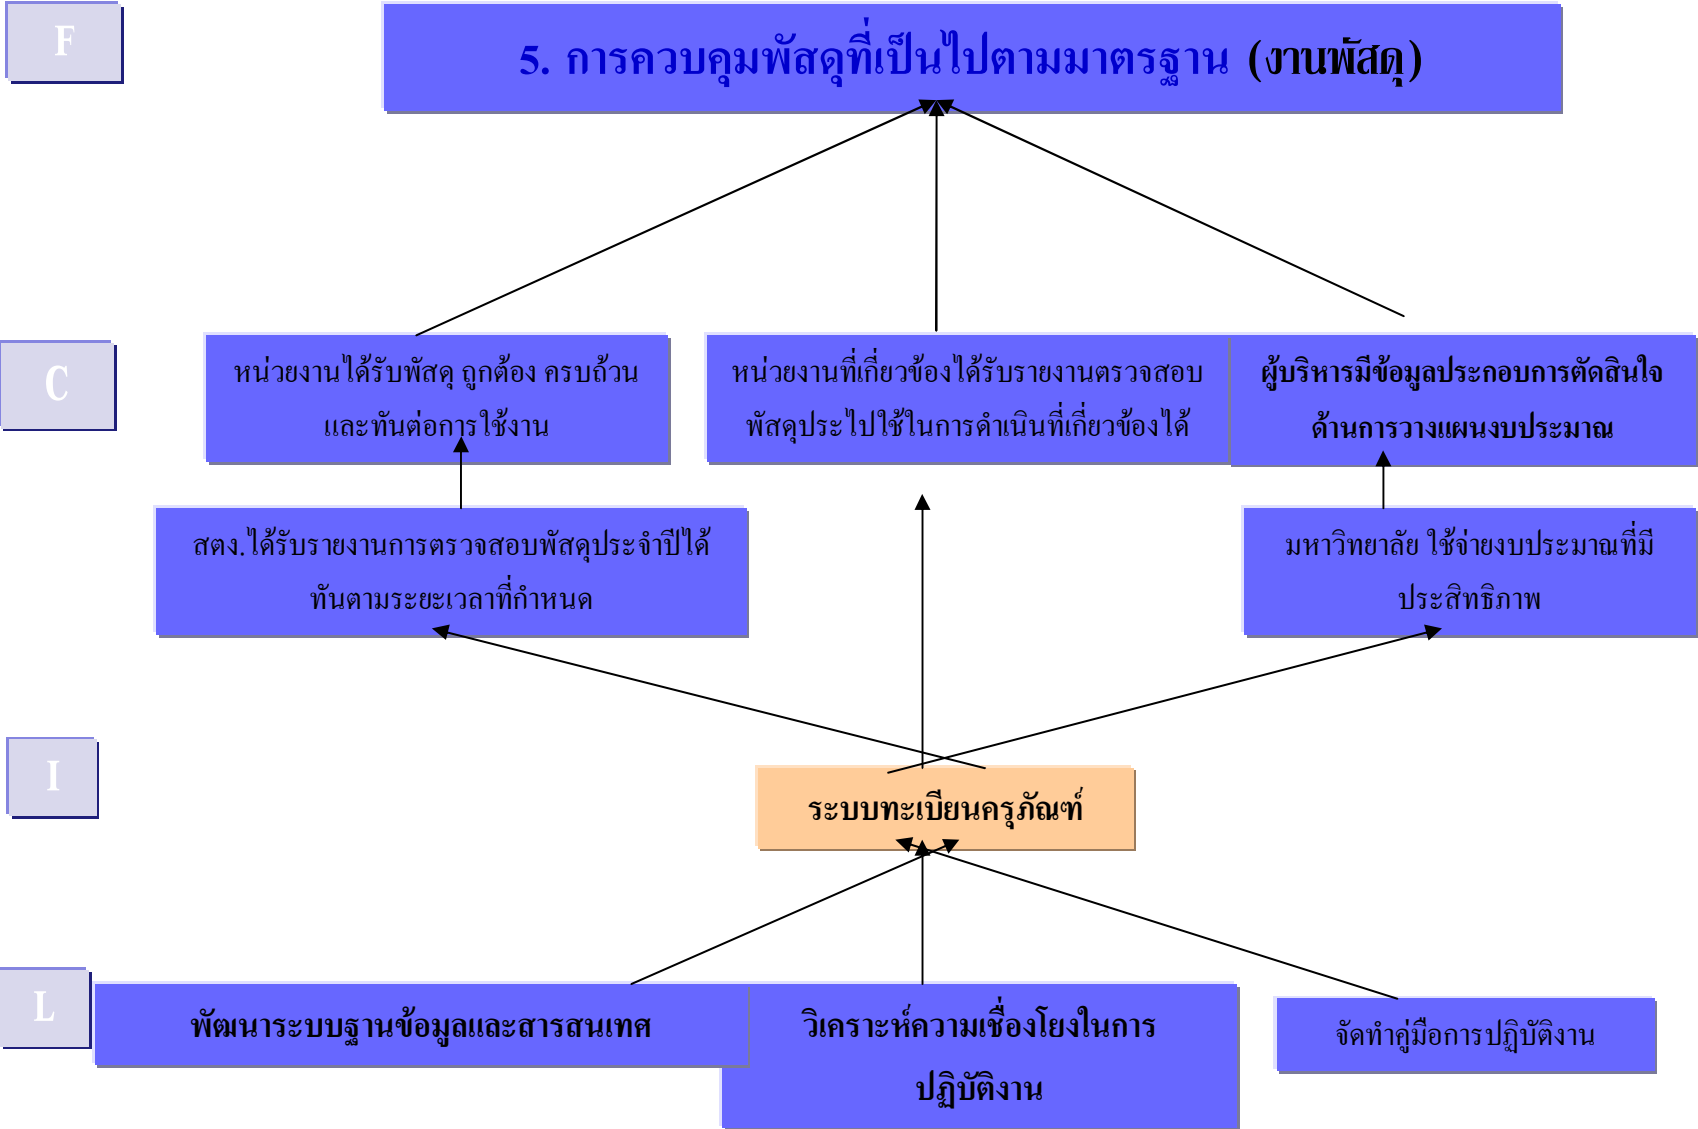 F
5. การควบคุมพัสดุที่เป็นไปตามมาตรฐาน (งานพัสดุ)
C
หน่วยงานได้รับพัสดุ ถูกต้อง ครบถ้วน
และทันต่อการใช้งาน
หน่วยงานที่เกี่ยวข้องได้รับรายงานตรวจสอบ
พัสดุประไปใช้ในการดำเนินที่เกี่ยวข้องได้
ผู้บริหารมีข้อมูลประกอบการตัดสินใจ
ด้านการวางแผนงบประมาณ
สตง.ได้รับรายงานการตรวจสอบพัสดุประจำปีได้
ทันตามระยะเวลาที่กำหนด
มหาวิทยาลัย ใช้จ่ายงบประมาณที่มี
ประสิทธิภาพ
I
ระบบทะเบียนครุภัณฑ์
L
พัฒนาระบบฐานข้อมูลและสารสนเทศ
วิเคราะห์ความเชื่องโยงในการ
ปฏิบัติงาน
จัดทำคู่มือการปฏิบัติงาน